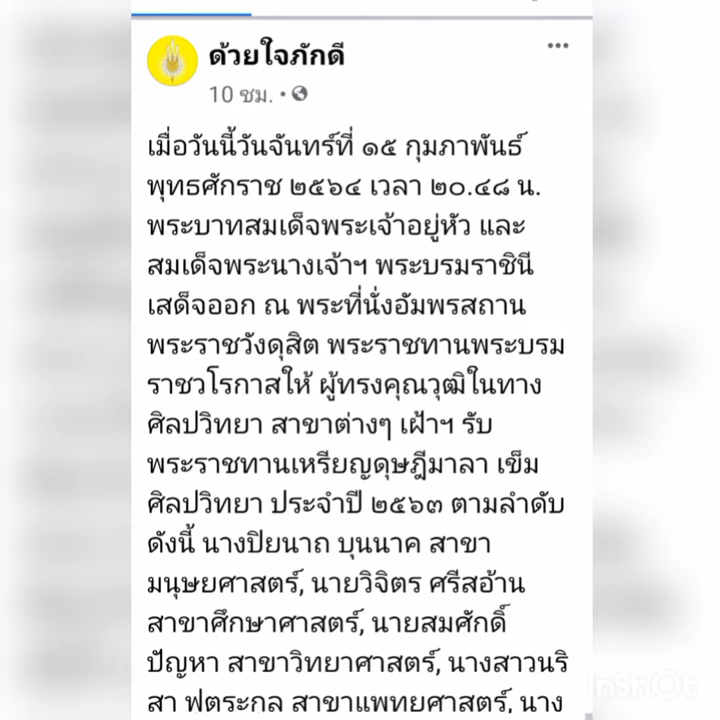 ด้วยใจภักดี
10 ชม.
เมื่อวันนี้วันจันทร์ที่ ๑๕ กุมภาพันธ์
พุทธศักราช ๒๕๖๔ เวลา ๒๐.๔๘ น.
พระบาทสมเด็จพระเจ้าอยู่หัว และ
สมเด็จพระนางเจ้าฯ พระบรมราชินี
เสด็จออก ณ พระที่นั่งอัมพรสถาน
พระราชวังดุสิต พระราชทานพระบรม
ราชวโรกาสให้ ผู้ทรงคุณวุฒิในทาง
ศิลปวิทยา สาขาต่างๆ เฝ้าฯ รับ
พระราชทานเหรียญดุษฎีมาลา เข็ม
ศิลปวิทยา ประจำปี ๒๕๖๓ ตามลำดับ
ดังนี้ นางปิยนาถ บุนนาค สาขา
มนุษยศาสตร์, นายวิจิตร ศรีสอ้าน
สาขาศึกษาศาสตร์, นายสมศักดิ์
ปัญหา สาขาวิทยาศาสตร์, นางสาวนริ
สา ฟูตระกูล สาขาแพทยศาสตร์, นาง
InShOt